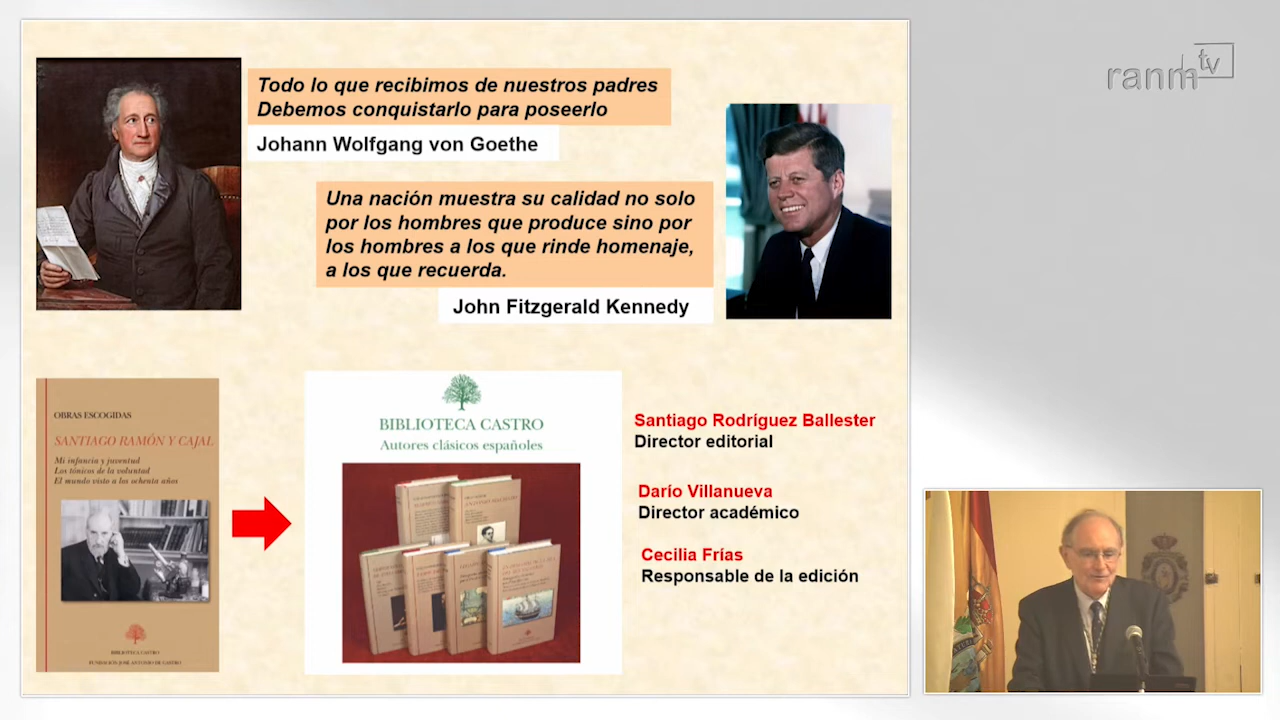 ranm tv
Todo lo que recibimos de nuestros padres
Debemos conquistarlo para poseerlo
Johann Wolfgang von Goethe
Una nación muestra su calidad no solo
por los hombres que produce sino por
los hombres a los que rinde homenaje,
a los que recuerda.
John Fitzgerald Kennedy
OBRAS ESCOGIDAS
SANTIAGO RAMÓN Y CAJAL
Mi infancia y juventud
Los tónicos de la voluntad
El mundo visto a los ochenta años
BIBLIOTECA CASTRO
FUNDACIÓN JOSÉ ANTONIO DE CASTRO
BIBLIOTECA CASTRO
Autores clásicos españoles
Santiago Rodríguez Ballester
Director editorial
Darío Villanueva
Director académico
Cecilia Frías
Responsable de la edición